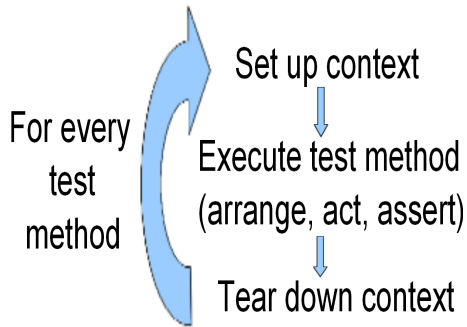 For every
test
method
Set up context
Execute test method
(arrange, act, assert)
Tear down context